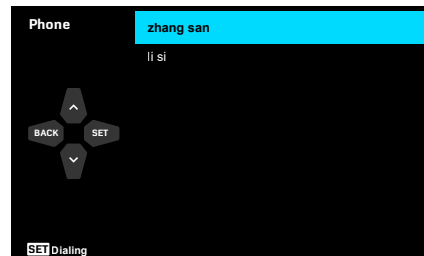 Phone
zhang san
li si
BACK
SET
SET Dialing